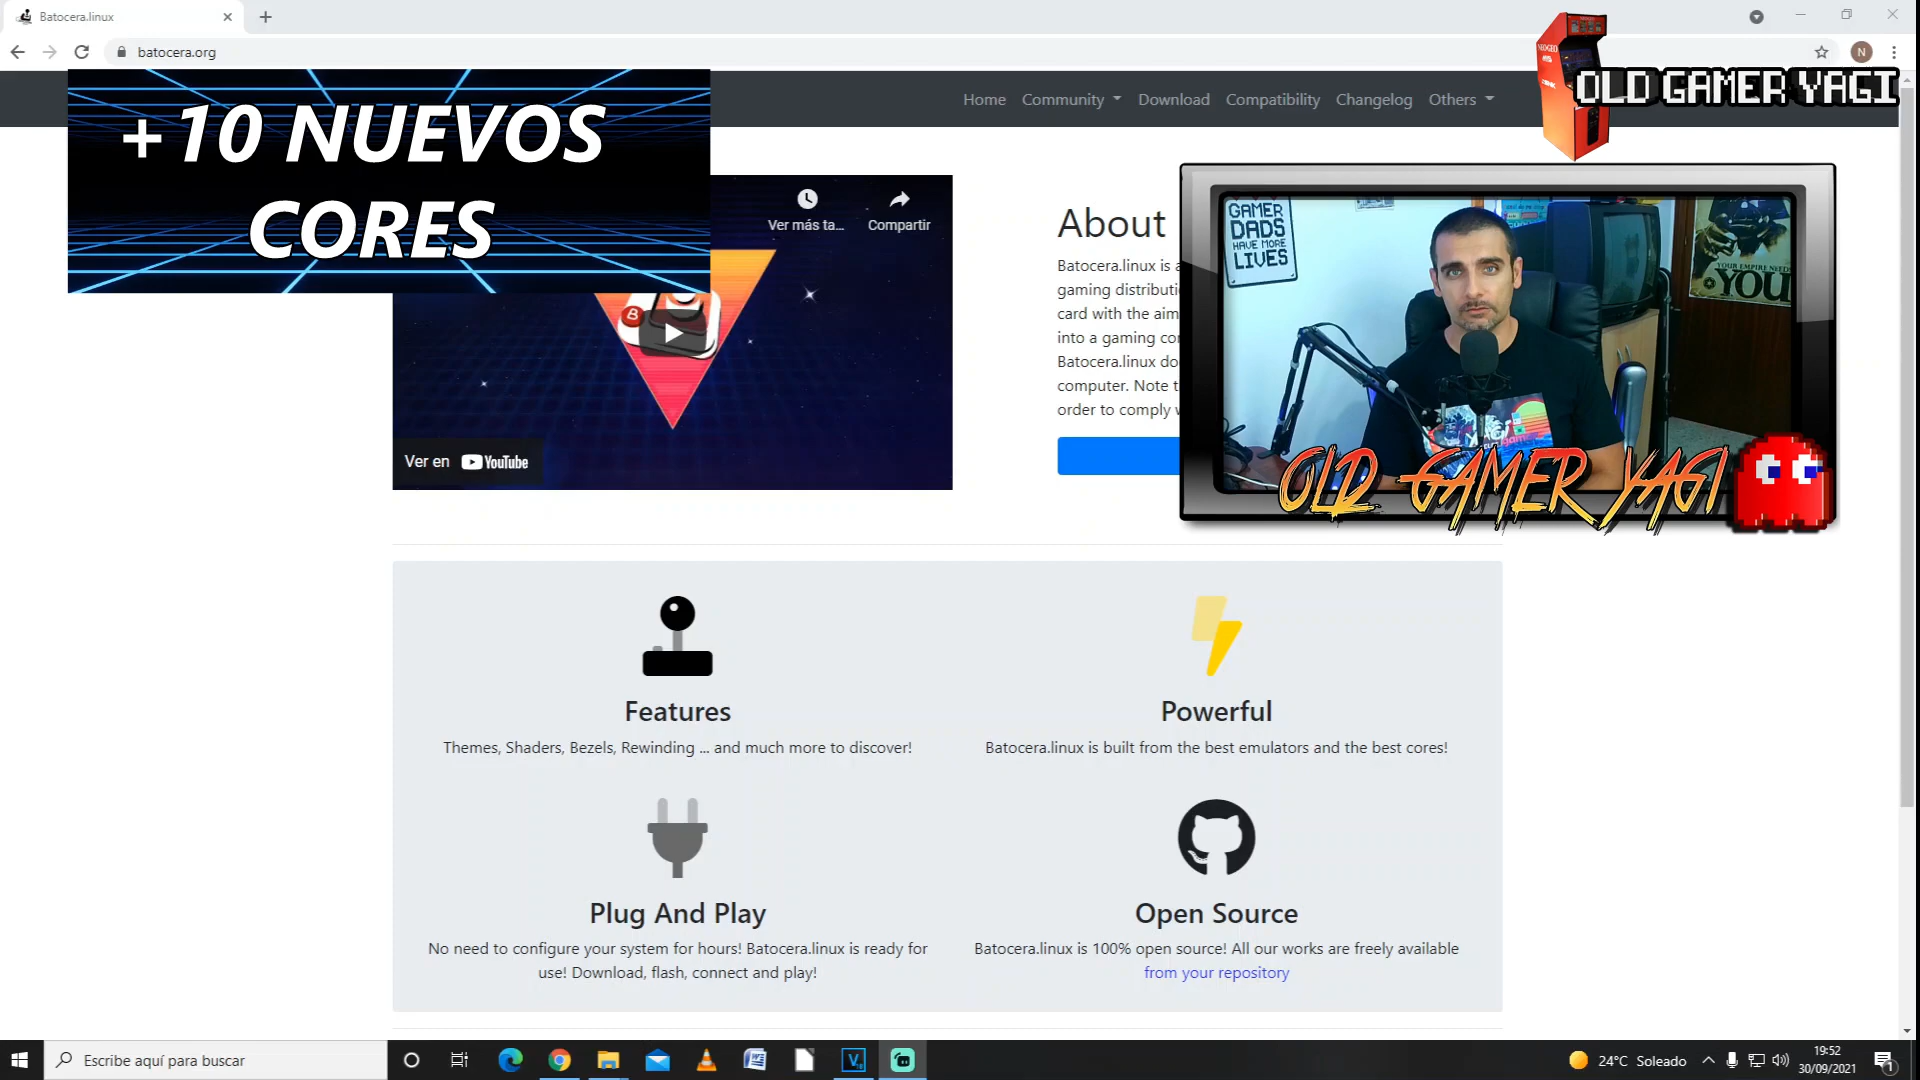 Batocera.linux
batocera.org
N
Home Community Download Compatibility Changelog Others
OLD GAMER YAGI
+10 NUEVOS
CORES
Ver más ta...
Compartir
B
Ver en YouTube
About
Batocera.linux is a
gaming distributi
card with the aim
into a gaming co
Batocera.linux do
computer. Note t
order to comply
GAMER
DADS
HAVE MORE
LIVES
YOUR EMPIRE NEEDS
YOU
OLD GAMER YAGI
Features
Themes, Shaders, Bezels, Rewinding ... and much more to discover!
Powerful
Batocera.linux is built from the best emulators and the best cores!
Plug And Play
No need to configure your system for hours! Batocera.linux is ready for
use! Download, flash, connect and play!
Open Source
Batocera.linux is 100% open source! All our works are freely available
from your repository
Escribe aquí para buscar
24°C Soleado
19:52
30/09/2021
1